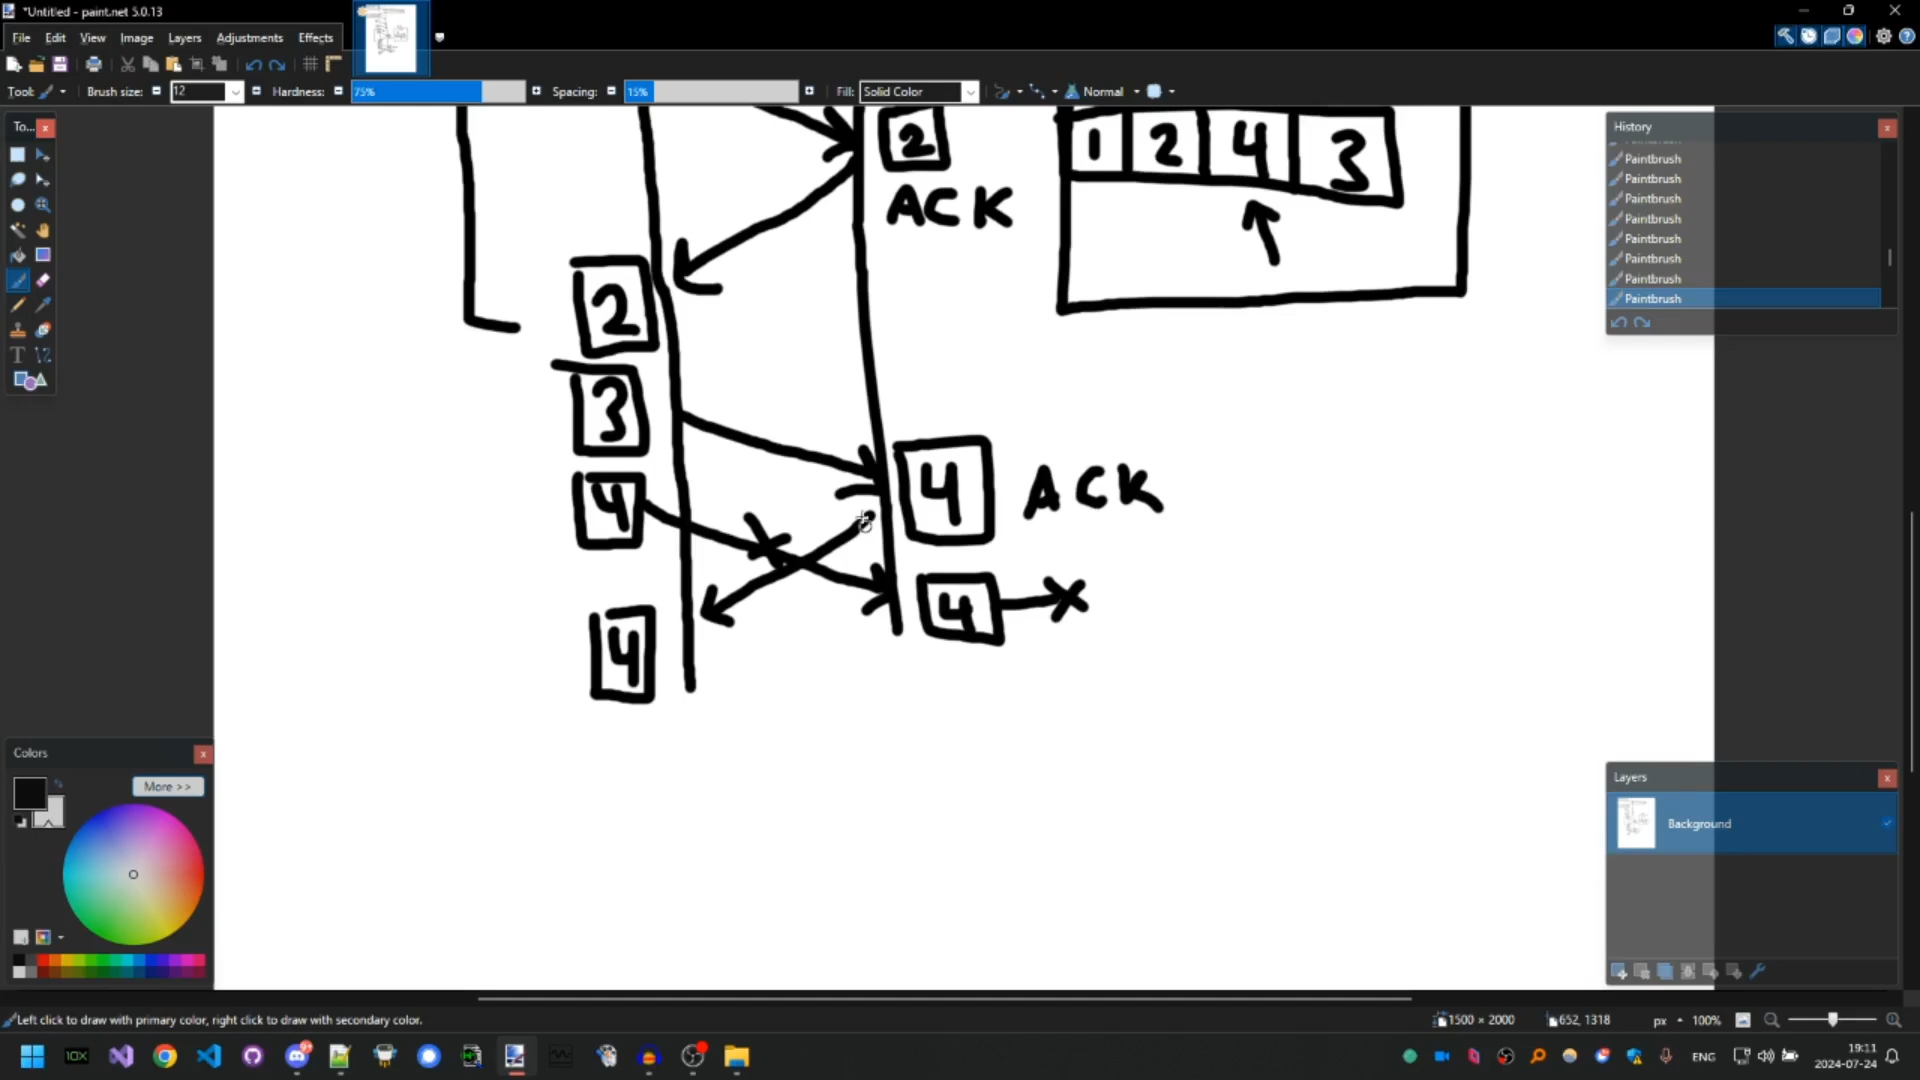 *Untitled - paint.net 5.0.13
File Edit View Image Layers Adjustments Effects
Tool: Brush size: 12 Hardness: 75% Spacing: 15% Fill: Solid Color Normal
To...
History
Paintbrush
Paintbrush
Paintbrush
Paintbrush
Paintbrush
Paintbrush
Paintbrush
Paintbrush
2
ACK
1 2 4 3
2
3
4
4 ACK
4
4
Colors
More >>
Layers
Background
Left click to draw with primary color, right click to draw with secondary color.
1500 × 2000 652, 1318 px 100%
10X
ENG
19:11
2024-07-24